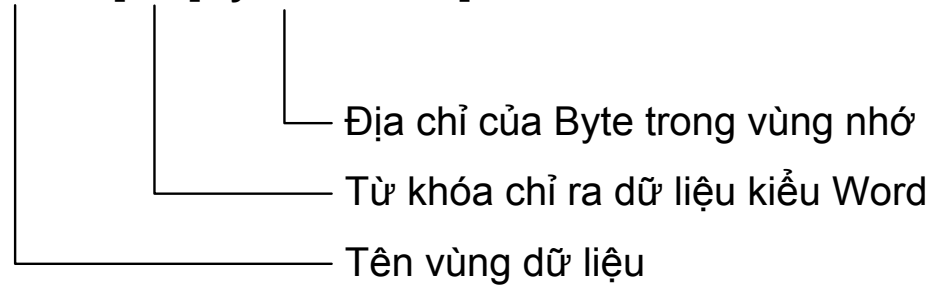 Địa chỉ của Byte trong vùng nhớ
Từ khóa chỉ ra dữ liệu kiểu Word
Tên vùng dữ liệu